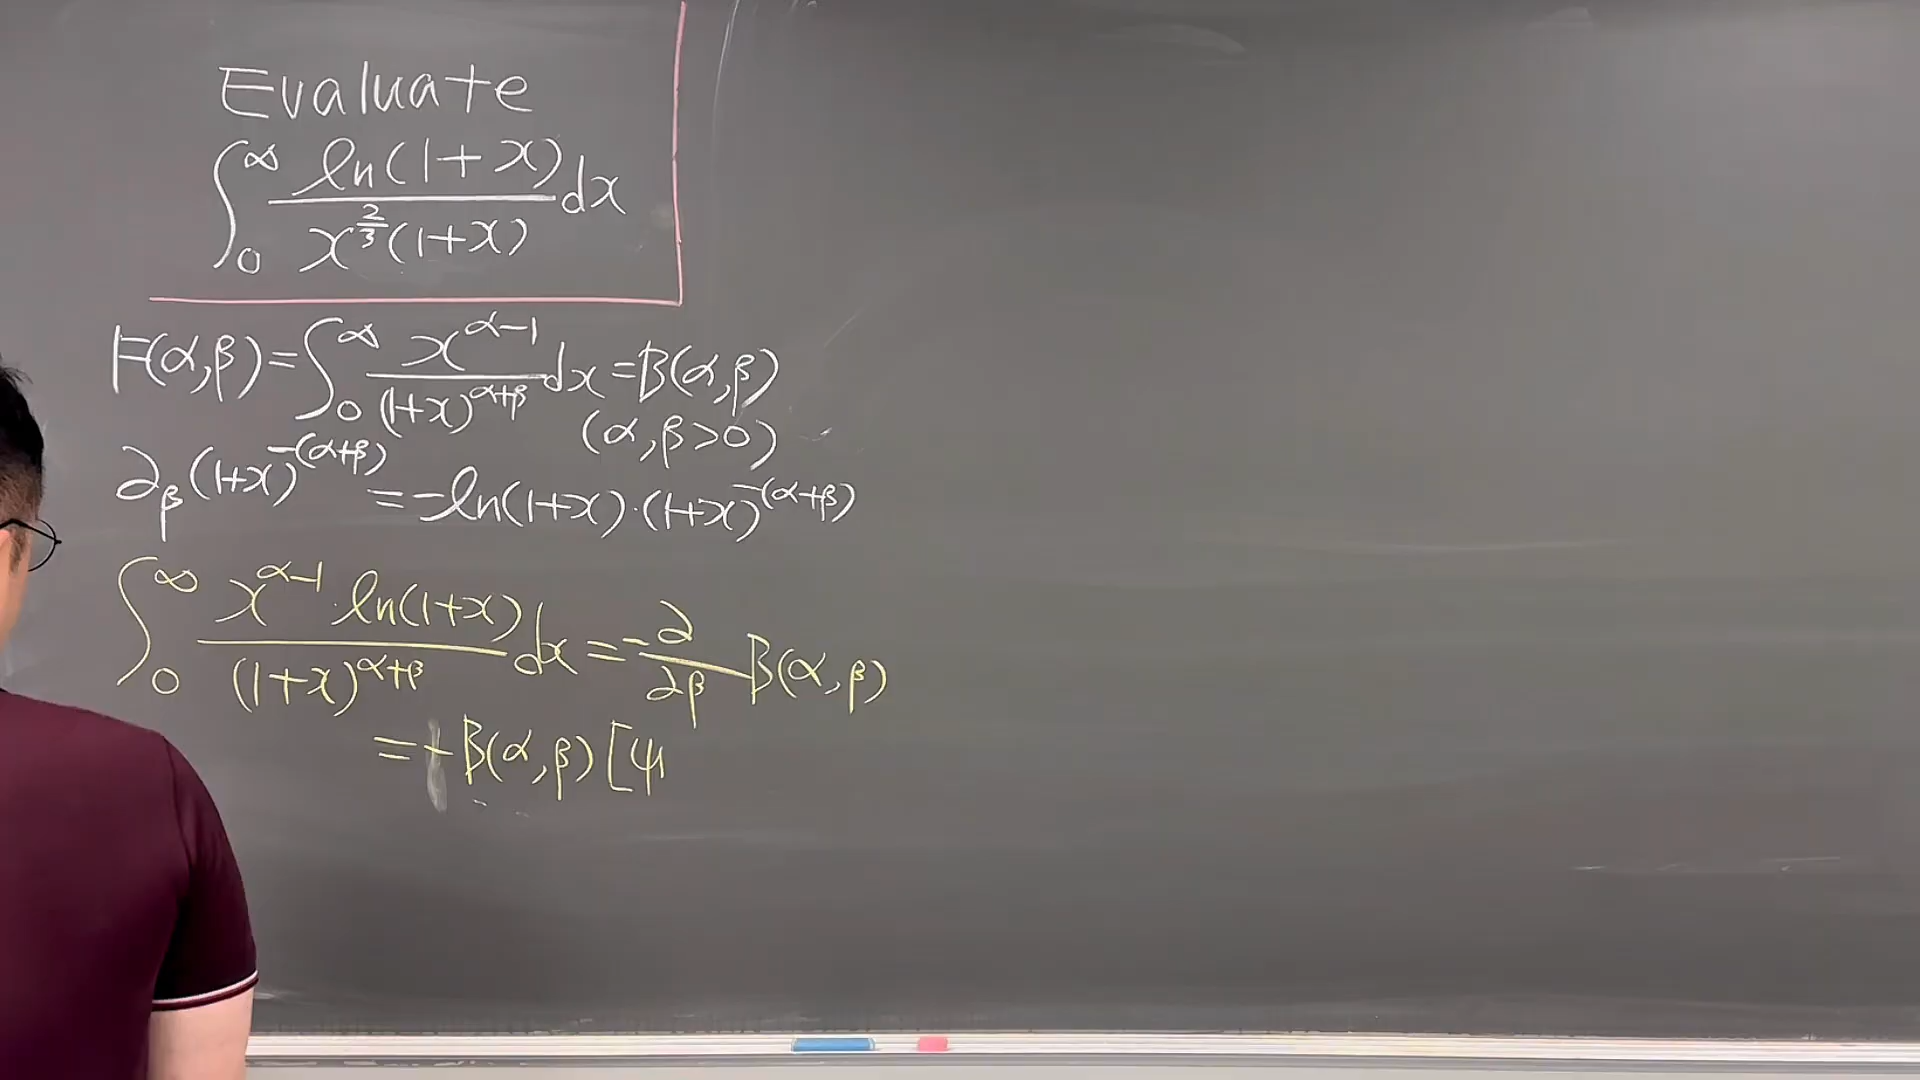 Evaluate
∫₀^∞ ln(1+x) / (x^(2/3)(1+x)) dx
F(α,β)=∫₀^∞ x^(α-1) / (1+x)^(α+β) dx=B(α,β)
(α,β>0)
∂_β(1+x)^(-(α+β)) = -ln(1+x)·(1+x)^(-(α+β))
∫₀^∞ x^(α-1)·ln(1+x) / (1+x)^(α+β) dx = -∂/∂β B(α,β)
= + B(α,β)[ψ